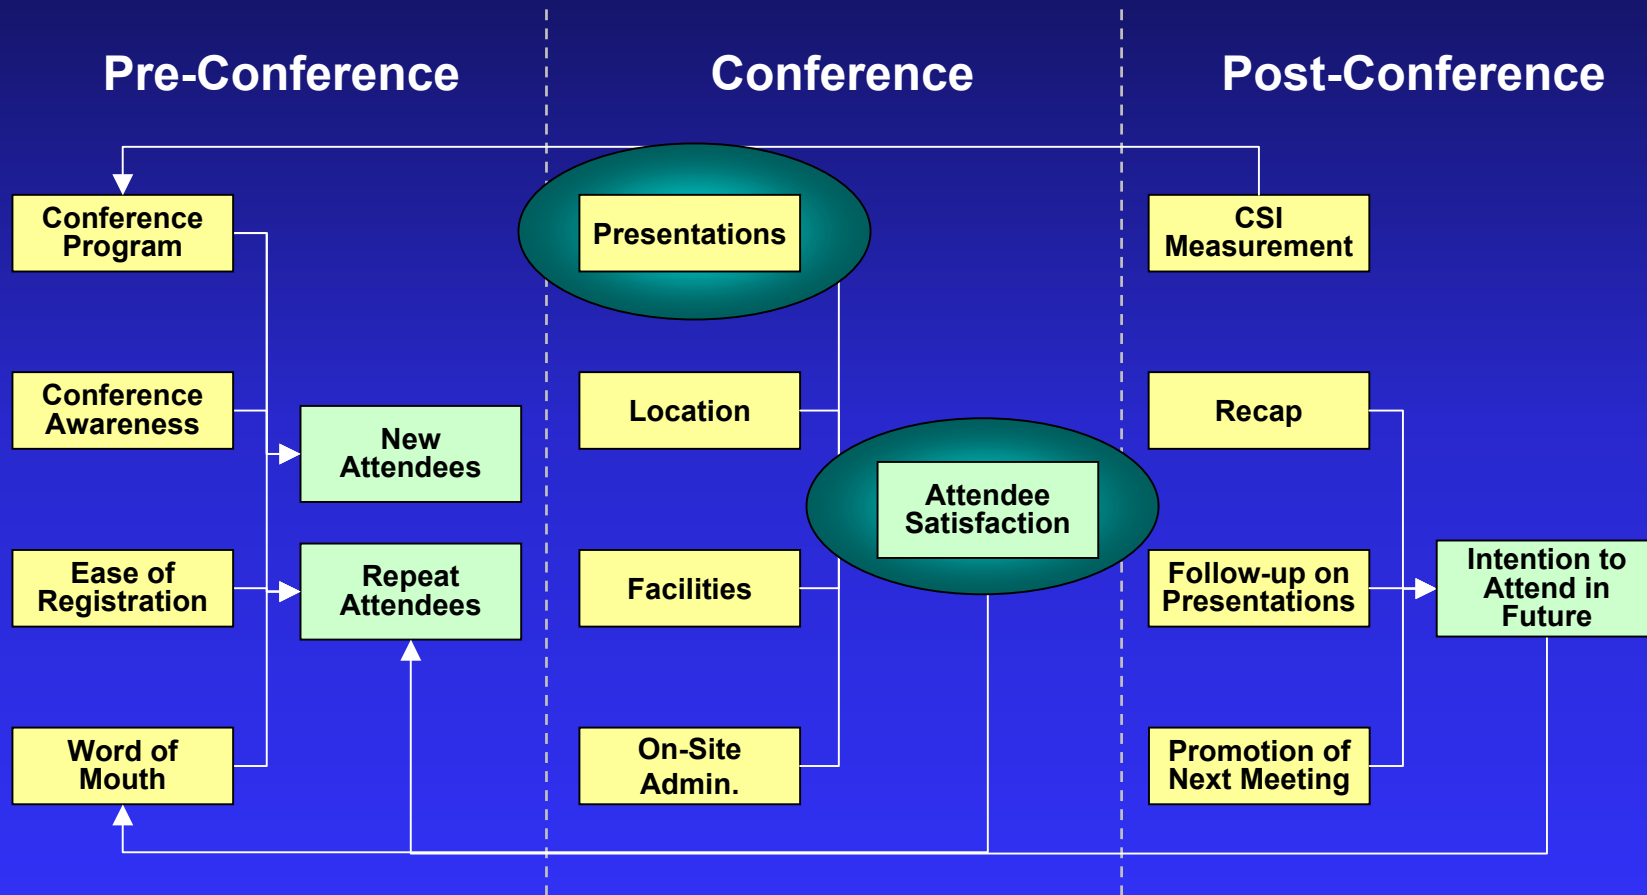 Pre-Conference
Conference
Post-Conference
Conference
Program
Presentations
CSI
Measurement
Conference
Awareness
New
Attendees
Location
Recap
Attendee
Satisfaction
Ease of
Registration
Repeat
Attendees
Facilities
Follow-up on
Presentations
Intention to
Attend in
Future
Word of
Mouth
On-Site
Admin.
Promotion of
Next Meeting